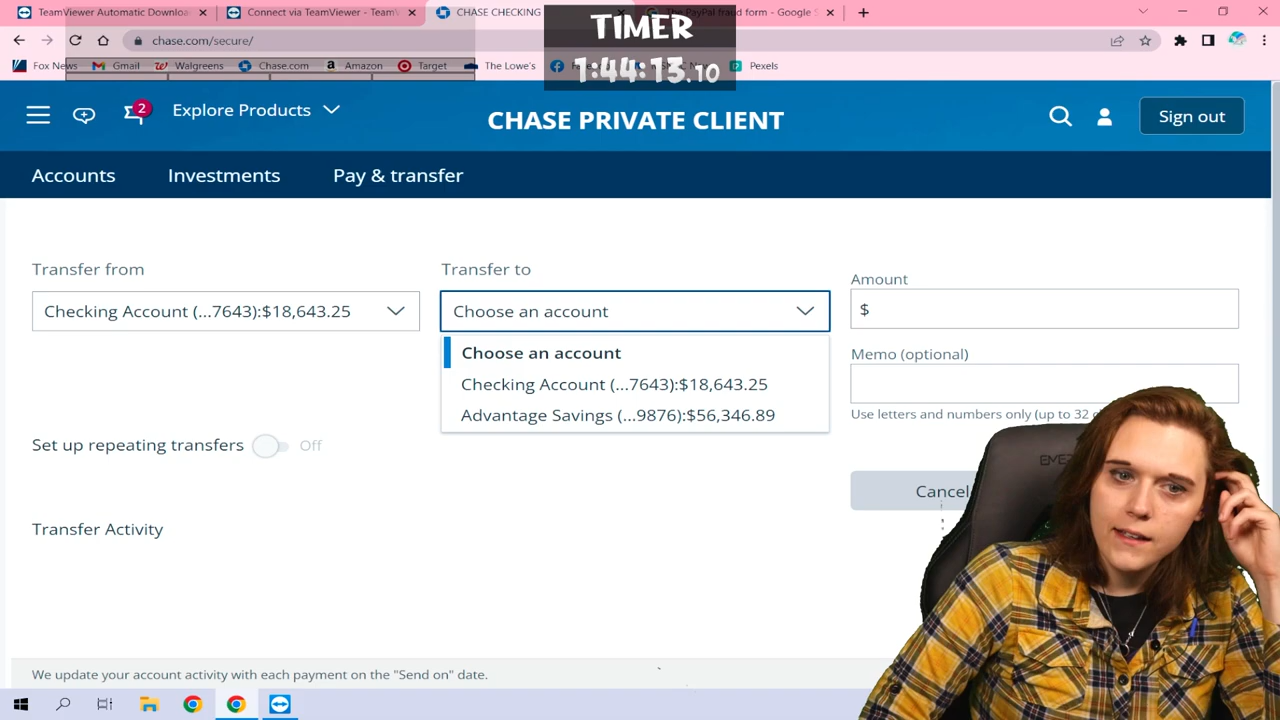 TeamViewer Automatic Downloa
Connect via TeamViewer - TeamV
CHASE CHECKING
The PayPal fraud form - Google S
TIMER
1:44:13.10
chase.com/secure/
Fox News
Gmail
Walgreens
Chase.com
Amazon
Target
The Lowe's
Pexels
2
Explore Products
CHASE PRIVATE CLIENT
Sign out
Accounts
Investments
Pay & transfer
Transfer from
Transfer to
Amount
Checking Account (...7643):$18,643.25
Choose an account
$
Choose an account
Memo (optional)
Checking Account (...7643):$18,643.25
Advantage Savings (...9876):$56,346.89
Use letters and numbers only (up to 32
Set up repeating transfers
Off
Cancel
Transfer Activity
We update your account activity with each payment on the "Send on" date.